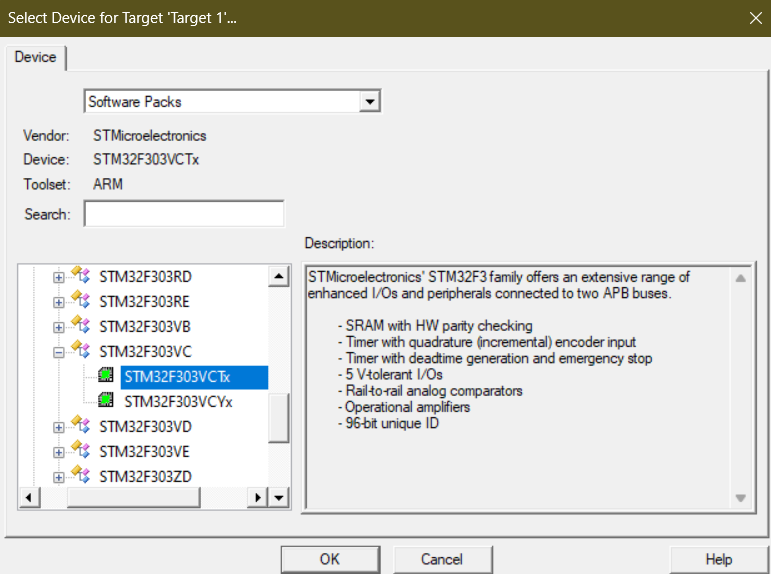 Select Device for Target 'Target 1'...
Device
Software Packs
Vendor: STMicroelectronics
Device: STM32F303VCTx
Toolset: ARM
Search:
Description:
STM32F303RD
STM32F303RE
STM32F303VB
STM32F303VC
STM32F303VCTx
STM32F303VCYx
STM32F303VD
STM32F303VE
STM32F303ZD
STMicroelectronics' STM32F3 family offers an extensive range of
enhanced I/Os and peripherals connected to two APB buses.
- SRAM with HW parity checking
- Timer with quadrature (incremental) encoder input
- Timer with deadtime generation and emergency stop
- 5 V-tolerant I/Os
- Rail-to-rail analog comparators
- Operational amplifiers
- 96-bit unique ID
OK
Cancel
Help